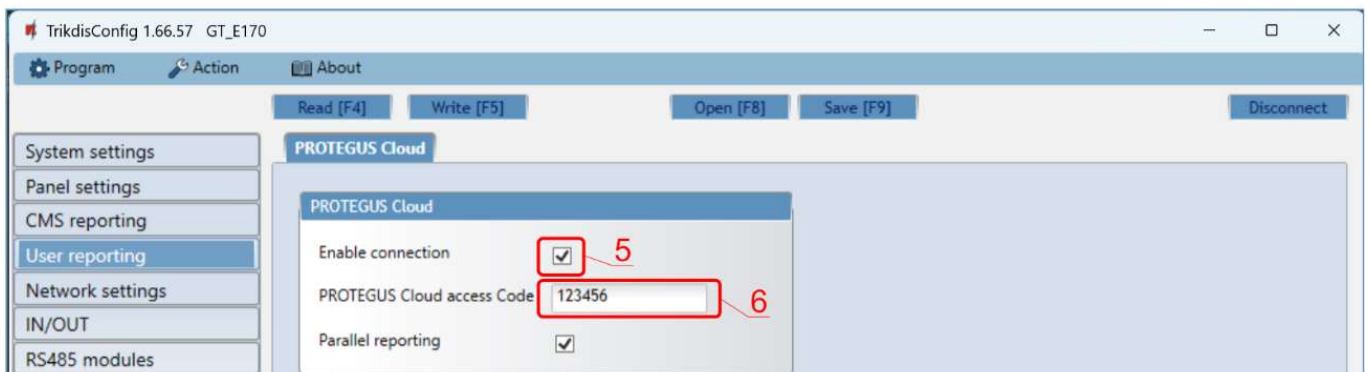 TrikdisConfig 1.66.57 GT_E170
Program Action About
Read [F4] Write [F5] Open [F8] Save [F9] Disconnect
System settings
Panel settings
CMS reporting
User reporting
Network settings
IN/OUT
RS485 modules
PROTEGUS Cloud
PROTEGUS Cloud
Enable connection 5
PROTEGUS Cloud access Code 123456 6
Parallel reporting